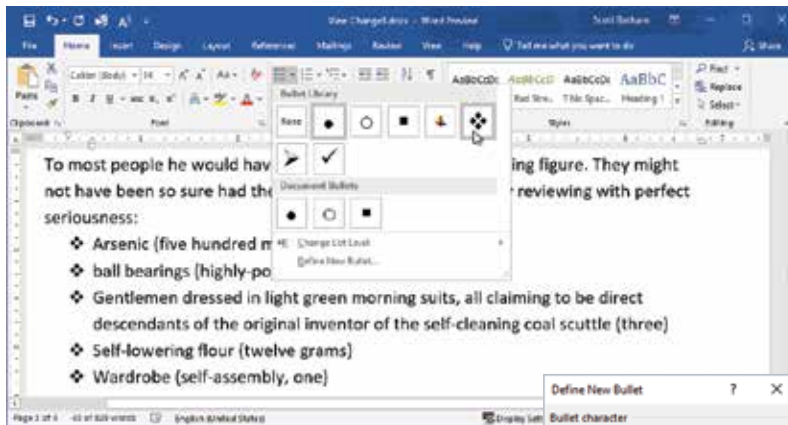 View Change1.docx - Word Preview
File Home Insert Design Layout References Mailings Review View Help Tell me what you want to do Share
Paste
Calibri (Body) 14
AaBbCcDc AaBbCcD AaBbCcDc AaBbC
Heading 1
Find
Replace
Select
Font Styles Editing
Bullet Library
None
To most people he would hav ing figure. They might
not have been so sure had the reviewing with perfect
Document Bullets
seriousness:
Arsenic (five hundred m
Change List Level
ball bearings (highly-po
Define New Bullet...
Gentlemen dressed in light green morning suits, all claiming to be direct
descendants of the original inventor of the self-cleaning coal scuttle (three)
Self-lowering flour (twelve grams)
Wardrobe (self-assembly, one)
Define New Bullet ? ×
English (United States) Display
Bullet character